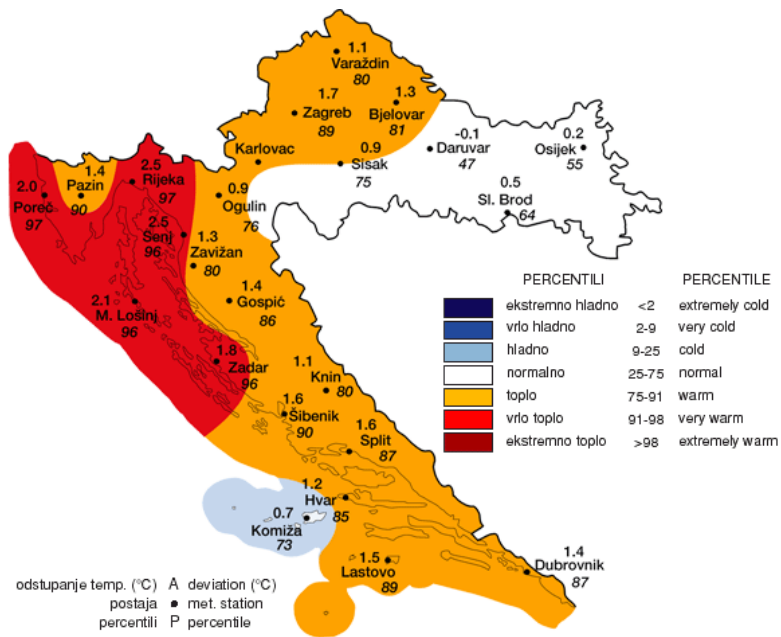 1.1
Varaždin
80
1.7
Zagreb
89
1.3
Bjelovar
81
Karlovac
0.9
Sisak
75
-0.1
Daruvar
47
0.2
Osijek
55
0.5
Sl. Brod
64
2.0
Poreč
97
1.4
Pazin
90
2.5
Rijeka
97
0.9
Ogulin
76
2.5
Senj
96
1.3
Zavižan
80
1.4
Gospić
86
2.1
M. Lošinj
96
1.8
Zadar
96
1.1
Knin 80
1.6
Šibenik
90
1.6
Split
87
1.2
Hvar
85
0.7
Komiža
73
1.5
Lastovo
89
1.4
Dubrovnik
87
PERCENTILI PERCENTILE
ekstremno hladno <2 extremely cold
vrlo hladno 2-9 very cold
hladno 9-25 cold
normalno 25-75 normal
toplo 75-91 warm
vrlo toplo 91-98 very warm
ekstremno toplo >98 extremely warm
odstupanje temp. (°C) A deviation (°C)
postaja ● met. station
percentili P percentile